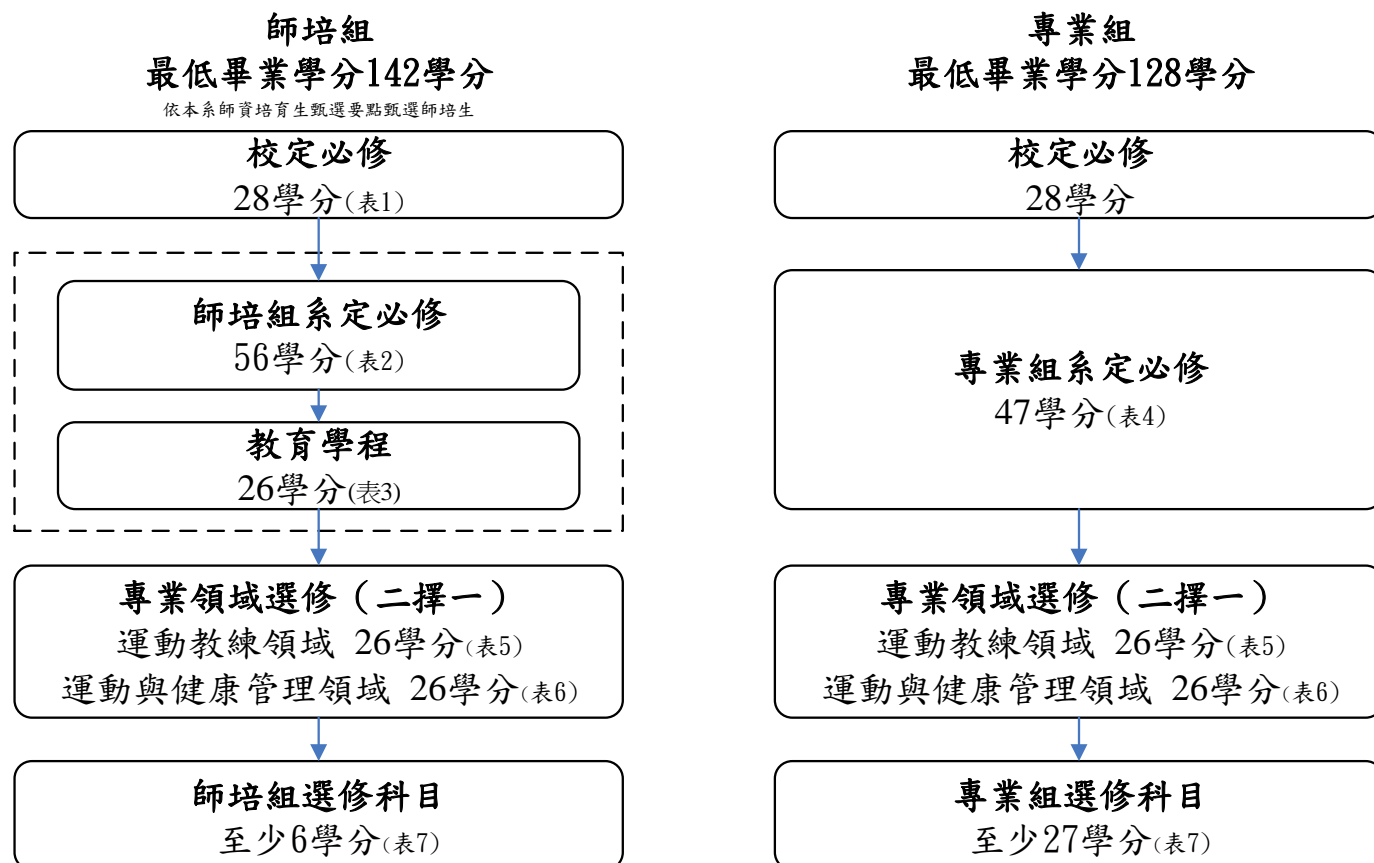 師培組
最低畢業學分142學分
依本系師資培育生甄選要點甄選師培生
校定必修
28學分(表1)
師培組系定必修
56學分(表2)
教育學程
26學分(表3)
專業領域選修（二擇一）
運動教練領域 26學分(表5)
運動與健康管理領域 26學分(表6)
師培組選修科目
至少6學分(表7)
專業組
最低畢業學分128學分
校定必修
28學分
專業組系定必修
47學分(表4)
專業領域選修（二擇一）
運動教練領域 26學分(表5)
運動與健康管理領域 26學分(表6)
專業組選修科目
至少27學分(表7)